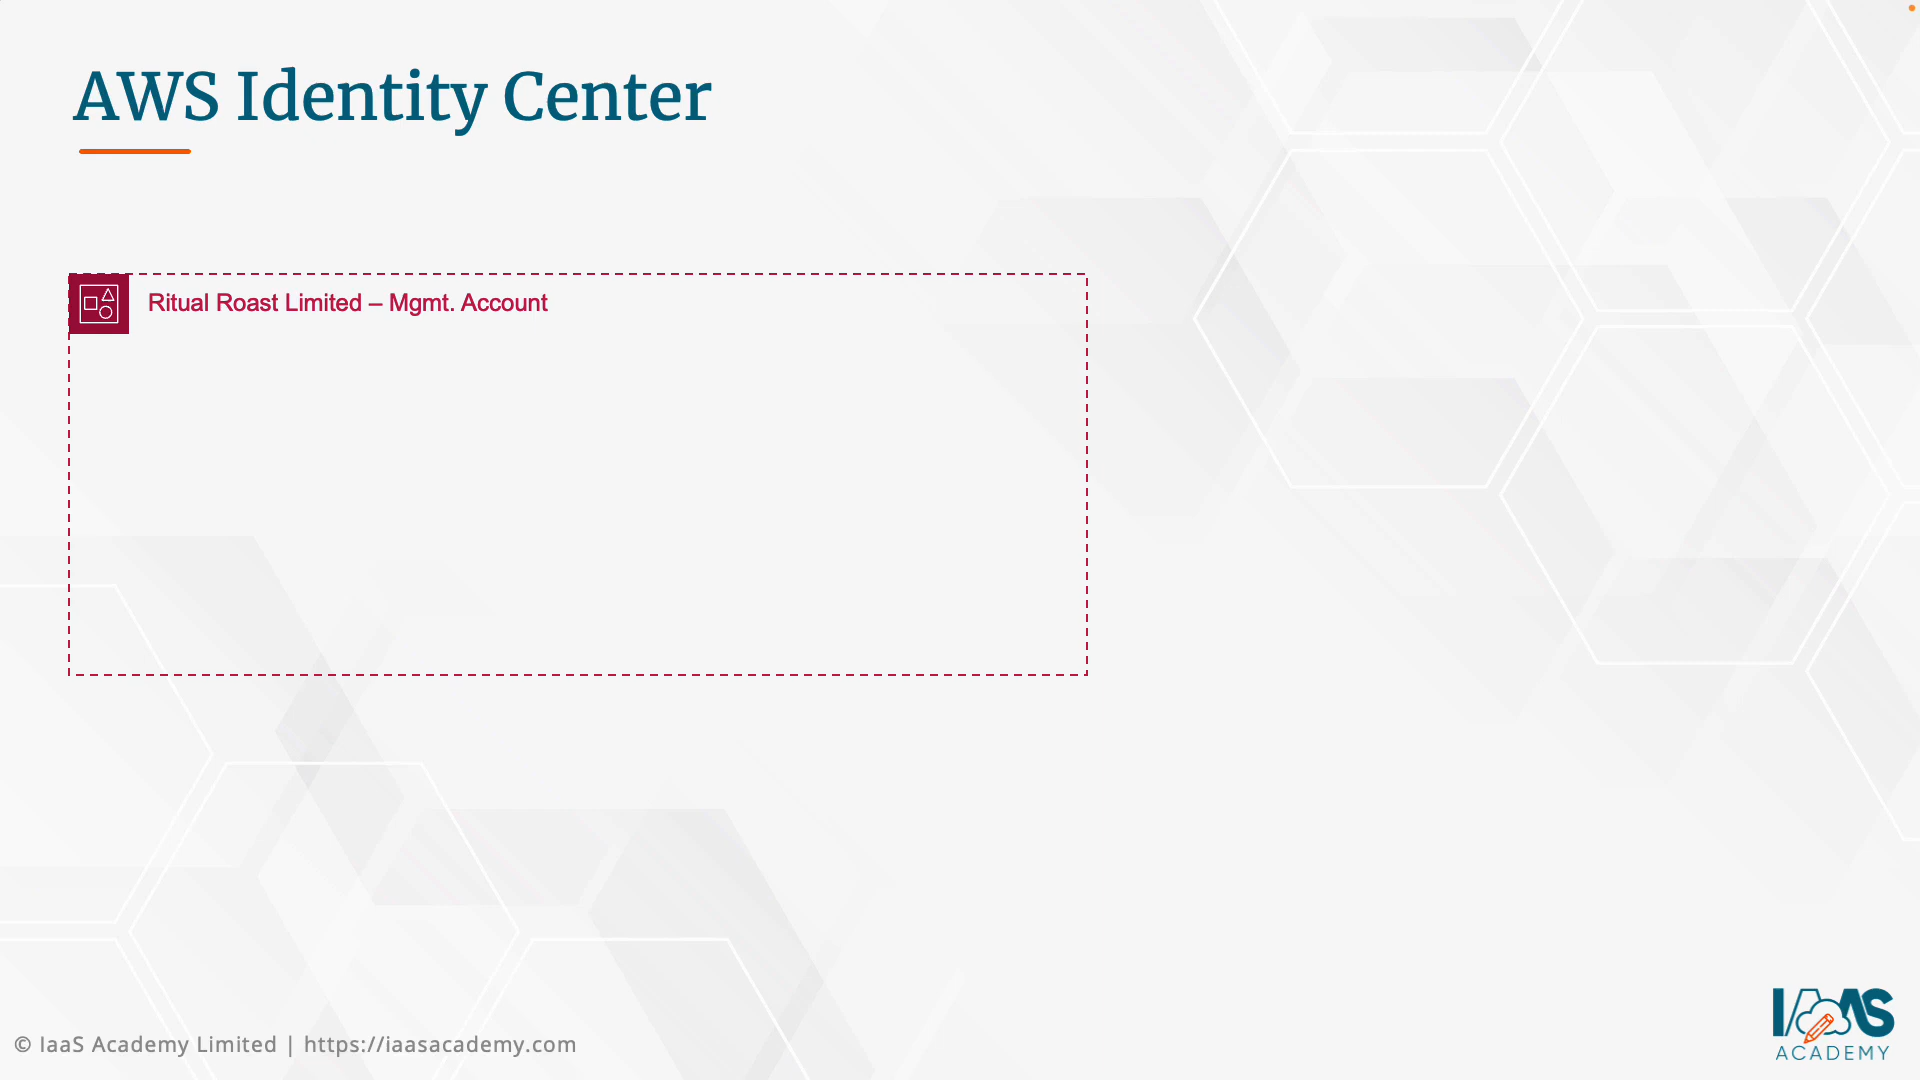 AWS Identity Center
Ritual Roast Limited – Mgmt. Account
© IaaS Academy Limited | https://iaasacademy.com
IAAS
ACADEMY